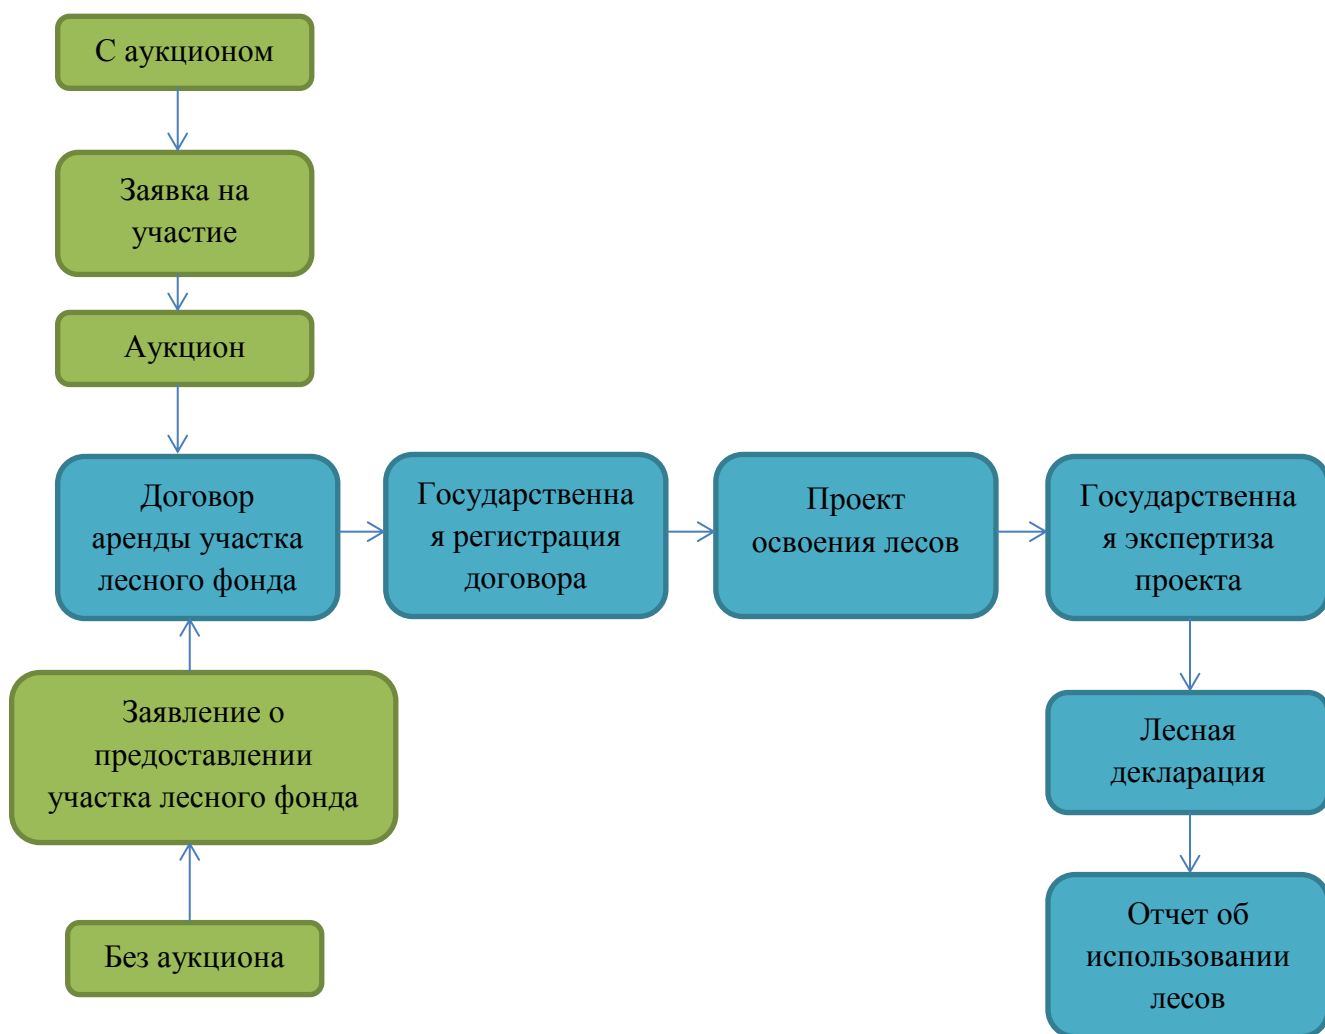 С аукционом
Заявка на
участие
Аукцион
Договор
аренды участка
лесного фонда
Государственна
я регистрация
договора
Проект
освоения лесов
Государственна
я экспертиза
проекта
Заявление о
предоставлении
участка лесного фонда
Лесная
декларация
Без аукциона
Отчет об
использовании
лесов